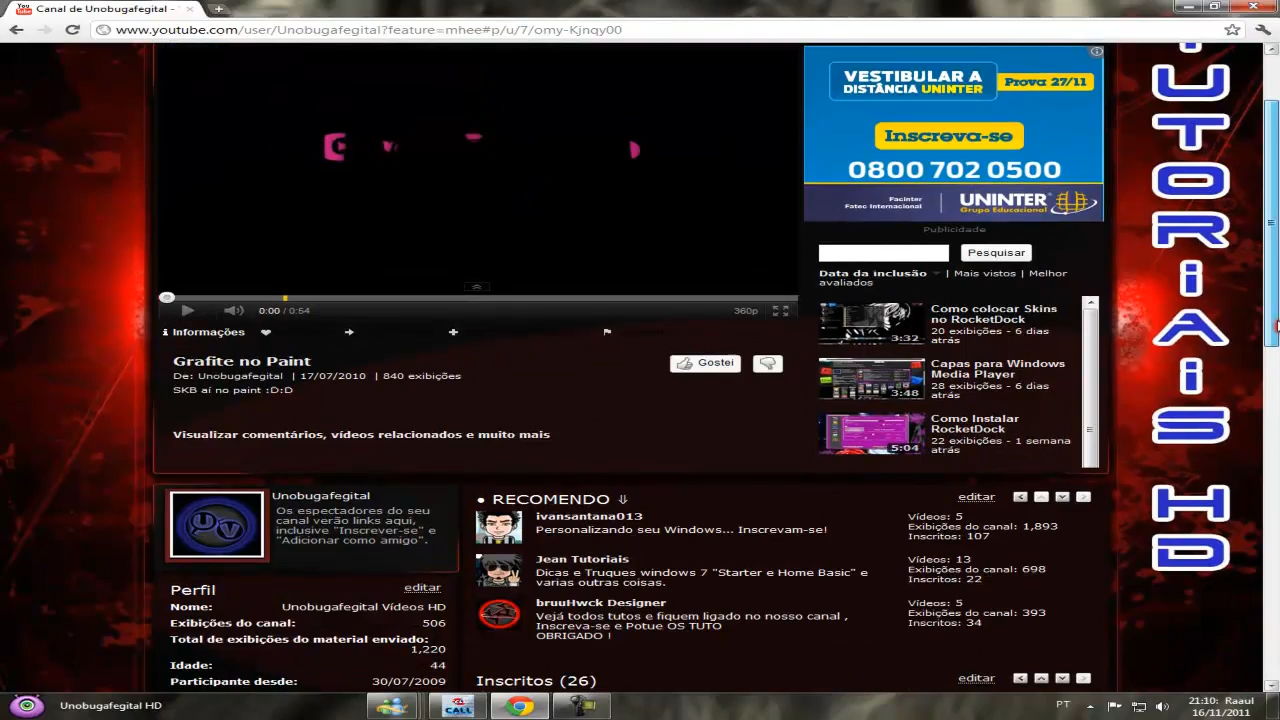 Canal de Unobugafegital -
www.youtube.com/user/Unobugafegital?feature=mhee#p/u/7/omy-Kjnqy00
VESTIBULAR A
DISTÂNCIA UNINTER
Prova 27/11
Inscreva-se
0800 702 0500
Facinter
Fatec Internacional
UNINTER
Grupo Educacional
Publicidade
Pesquisar
Data da inclusão | Mais vistos | Melhor
avaliados
0:00 / 0:54
360p
Informações
Grafite no Paint
De: Unobugafegital | 17/07/2010 | 840 exibições
SKB aí no paint :D:D
Gostei
Visualizar comentários, vídeos relacionados e muito mais
Como colocar Skins
no RocketDock
20 exibições - 6 dias
atrás
3:32
Capas para Windows
Media Player
28 exibições - 6 dias
atrás
3:48
Como Instalar
RocketDock
22 exibições - 1 semana
atrás
5:04
UV
Unobugafegital
Os espectadores do seu
canal verão links aqui,
inclusive "Inscrever-se" e
"Adicionar como amigo".
Perfil
editar
Nome: Unobugafegital Vídeos HD
Exibições do canal: 506
Total de exibições do material enviado:
1,220
Idade: 44
Participante desde: 30/07/2009
● RECOMENDO ⇓
editar
ivansantana013
Personalizando seu Windows... Inscrevam-se!
Vídeos: 5
Exibições do canal: 1,893
Inscritos: 107
Jean Tutoriais
Dicas e Truques windows 7 "Starter e Home Basic" e
varias outras coisas.
Vídeos: 13
Exibições do canal: 698
Inscritos: 22
bruuHwck Designer
Vejá todos tutos e fiquem ligado no nosso canal ,
Inscreva-se e Potue OS TUTO
OBRIGADO !
Vídeos: 5
Exibições do canal: 393
Inscritos: 34
Inscritos (26)
editar
UTORiAiS
HD
Unobugafegital HD
CALL
PT
21:10: Raaul
16/11/2011